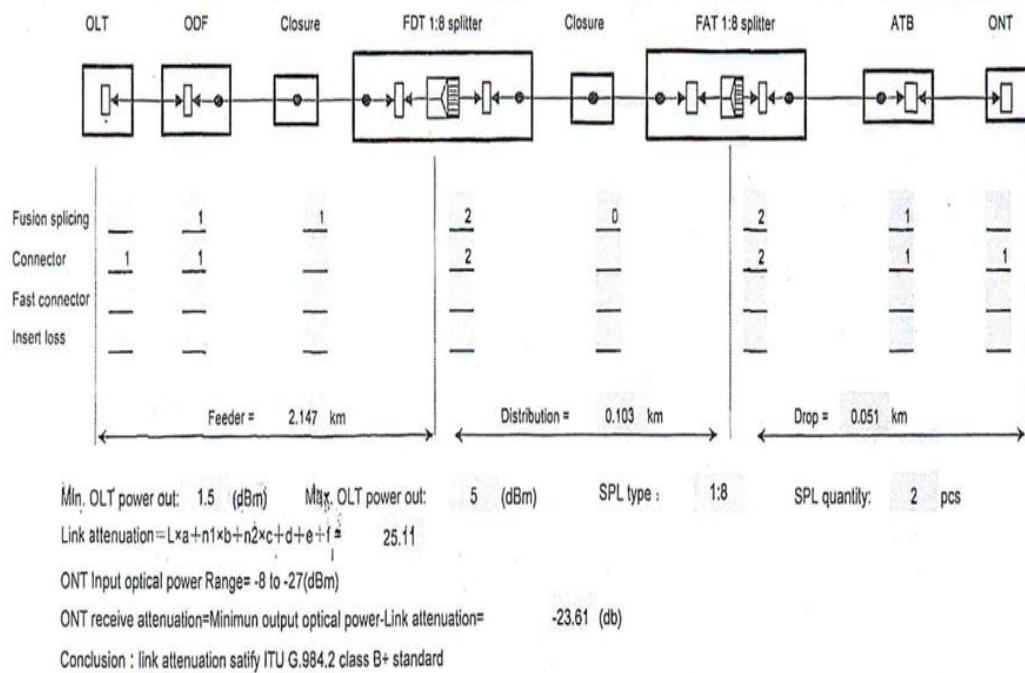 OLT ODF Closure FDT 1:8 splitter Closure FAT 1:8 splitter ATB ONT
Fusion splicing 1 1 2 0 2 1
Connector 1 1 2 2 1 1
Fast connector
Insert loss
Feeder = 2.147 km Distribution = 0.103 km Drop = 0.051 km
Min. OLT power out: 1.5 (dBm) Max. OLT power out: 5 (dBm) SPL type : 1:8 SPL quantity: 2 pcs
Link attenuation=L×a+n1×b+n2×c+d+e+f= 25.11
ONT Input optical power Range= -8 to -27(dBm)
ONT receive attenuation=Minimun output optical power-Link attenuation= -23.61 (db)
Conclusion : link attenuation satify ITU G.984.2 class B+ standard